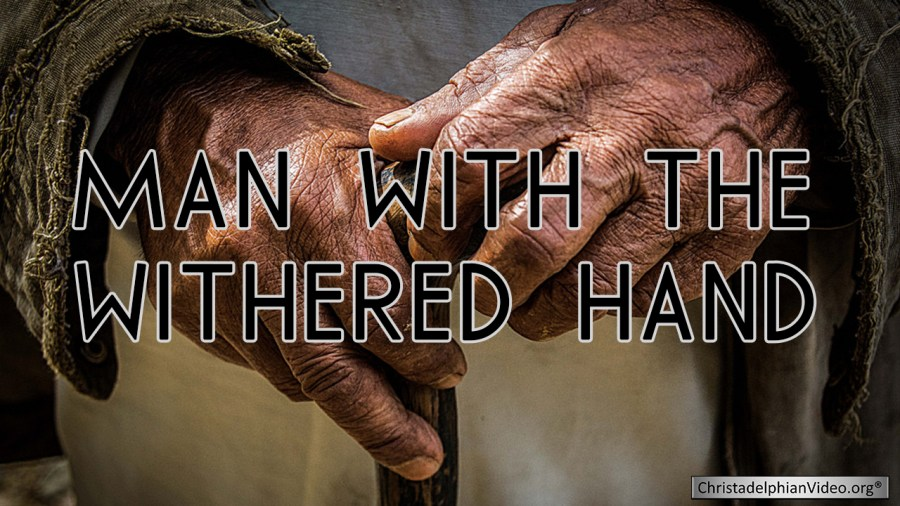 MAN WITH THE
WITHERED HAND
ChristadelphianVideo.org®